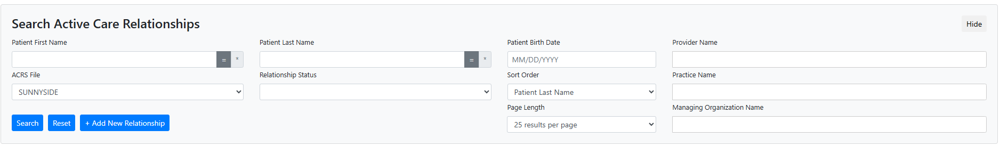 Search Active Care Relationships
Hide
Patient First Name
Patient Last Name
Patient Birth Date
Provider Name
= *
= *
MM/DD/YYYY
ACRS File
Relationship Status
Sort Order
Practice Name
SUNNYSIDE
Patient Last Name
Page Length
Managing Organization Name
Search
Reset
+ Add New Relationship
25 results per page